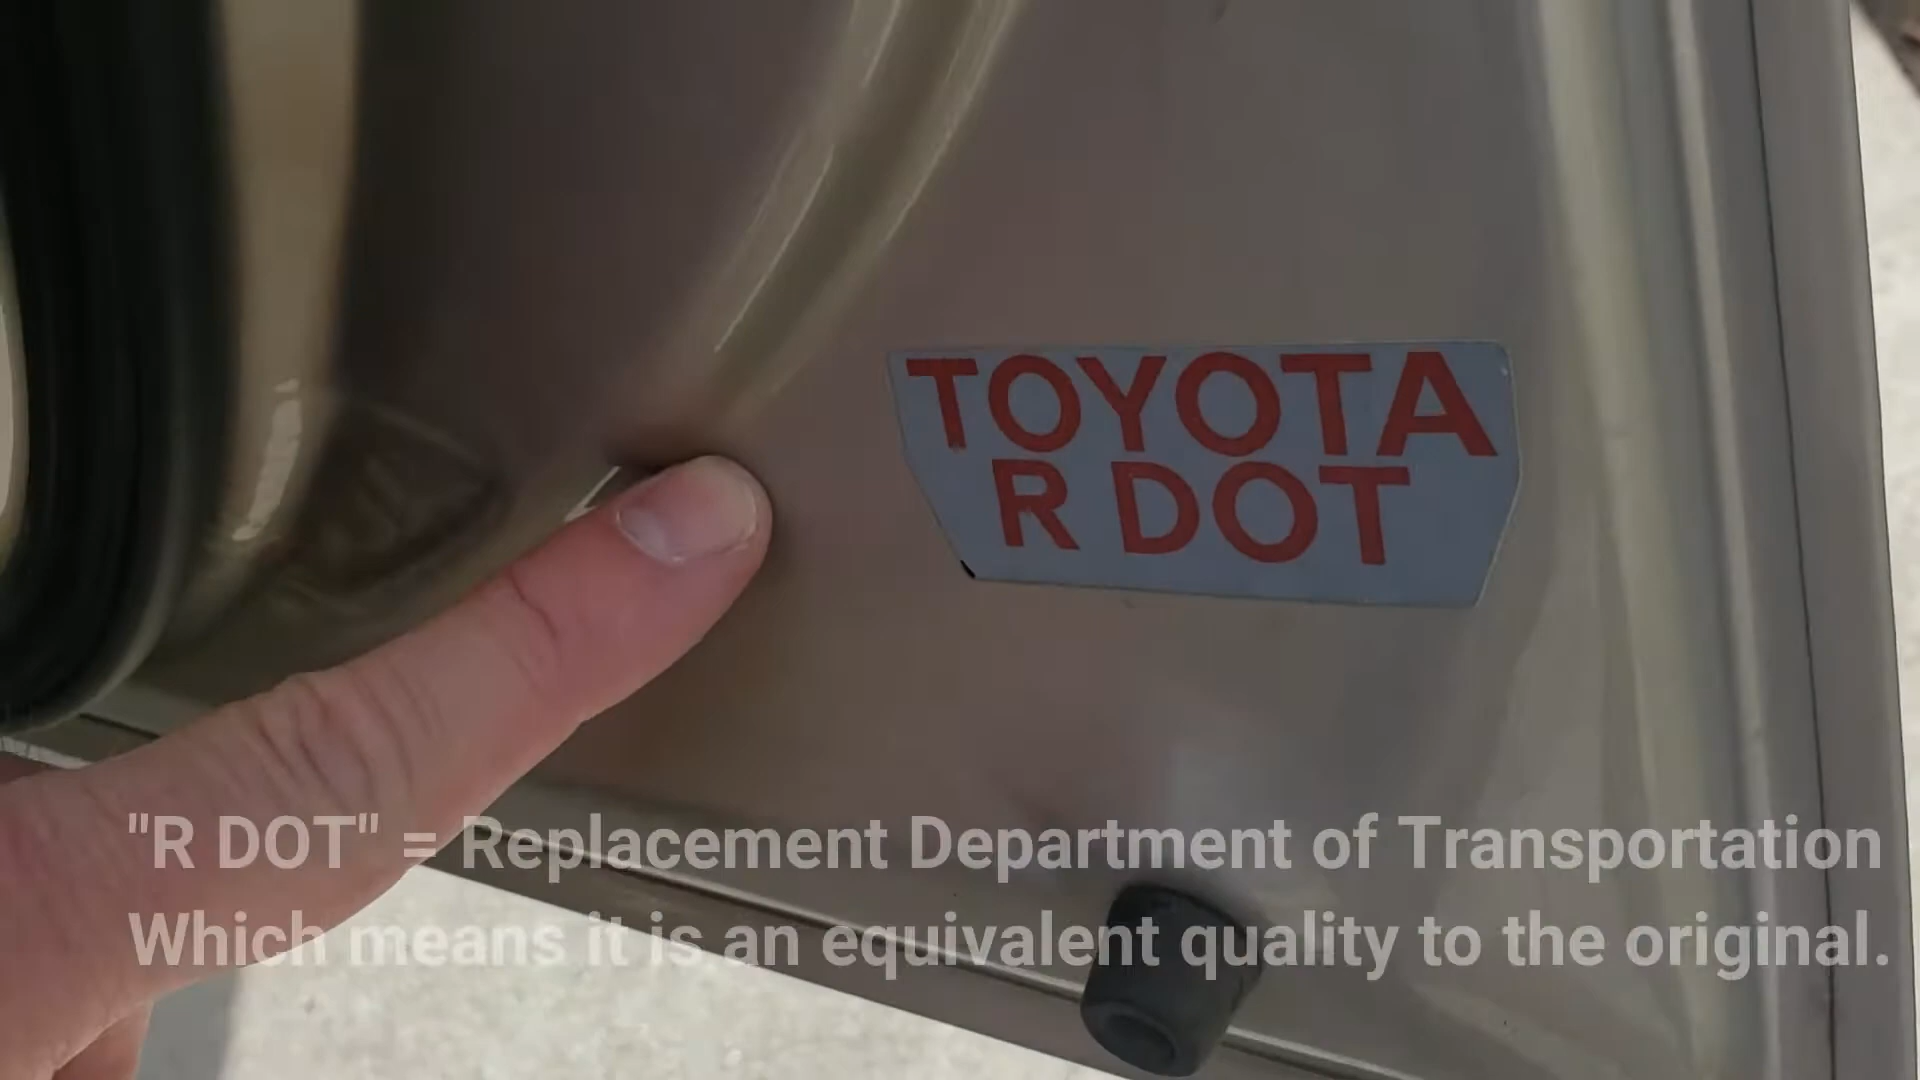 TOYOTA
R DOT
"R DOT" = Replacement Department of Transportation
Which means it is an equivalent quality to the original.